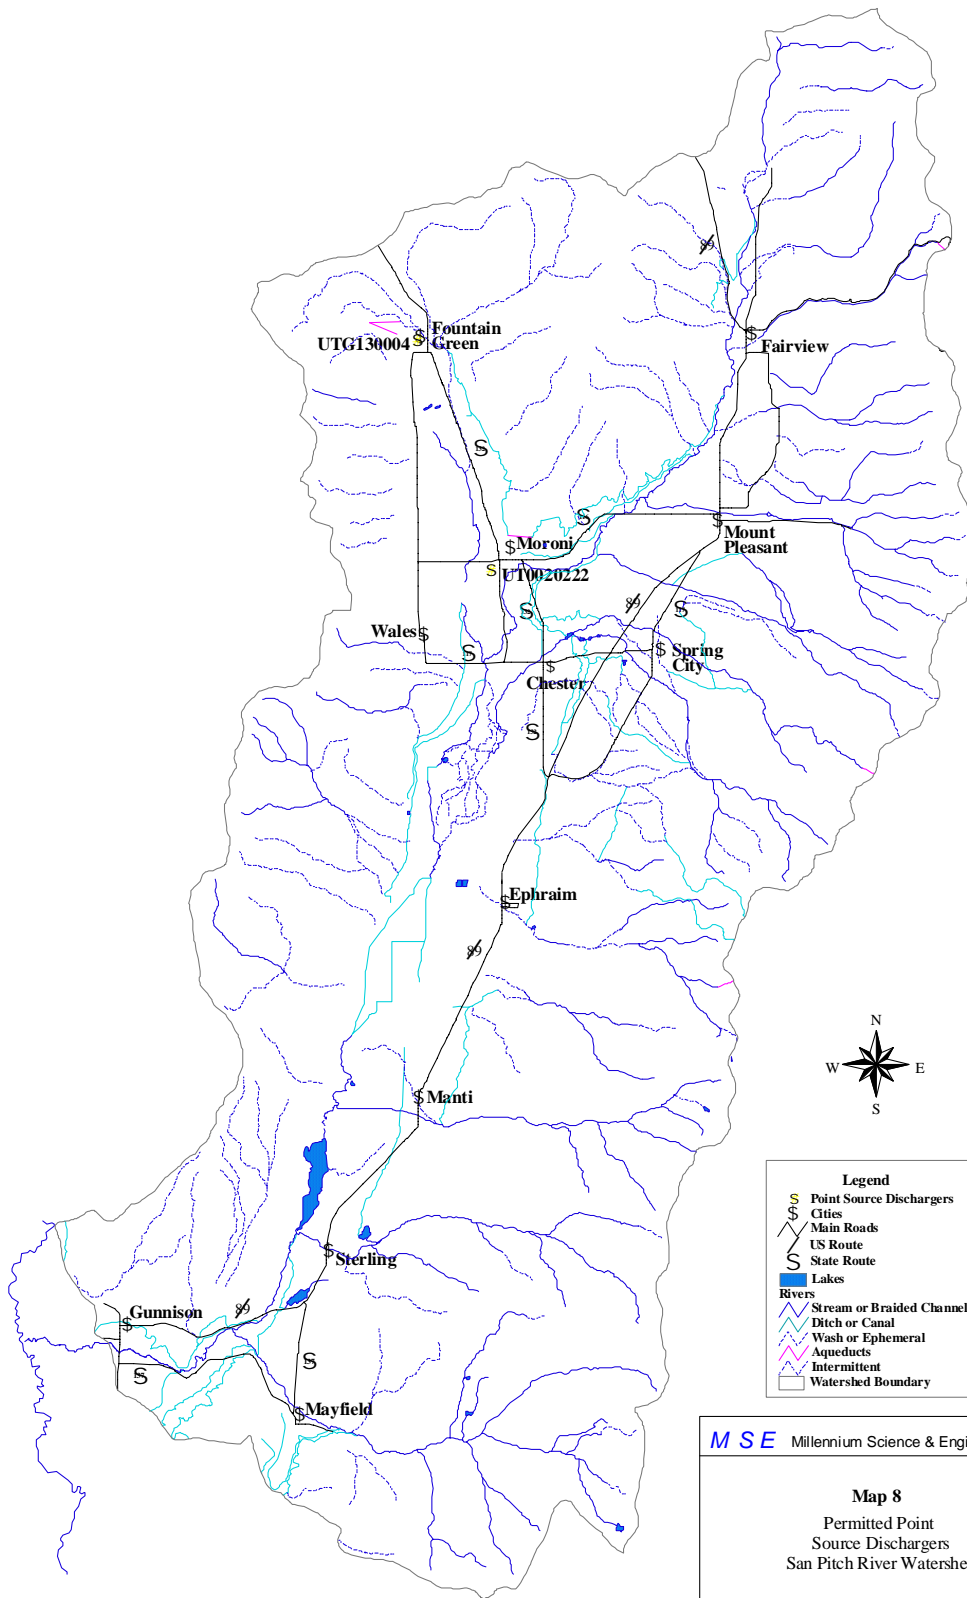 89
Fountain
Green
UTG130004
Fairview
Moroni
Mount
Pleasant
UT0020222
89
Wales
Spring
City
Chester
Ephraim
89
N
W
E
S
Manti
Legend
Point Source Dischargers
Cities
Main Roads
US Route
State Route
Lakes
Rivers
Stream or Braided Channel
Ditch or Canal
Wash or Ephemeral
Aqueducts
Intermittent
Watershed Boundary
Sterling
Gunnison
89
Mayfield
M S E Millennium Science & Engi
Map 8
Permitted Point
Source Dischargers
San Pitch River Watershe